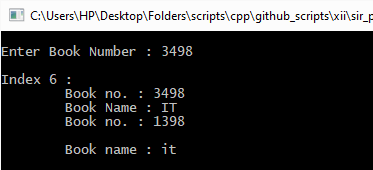 C:\Users\HP\Desktop\Folders\scripts\cpp\github_scripts\xii\sir_p
Enter Book Number : 3498
Index 6 :
Book no. : 3498
Book Name : IT
Book no. : 1398
Book name : it